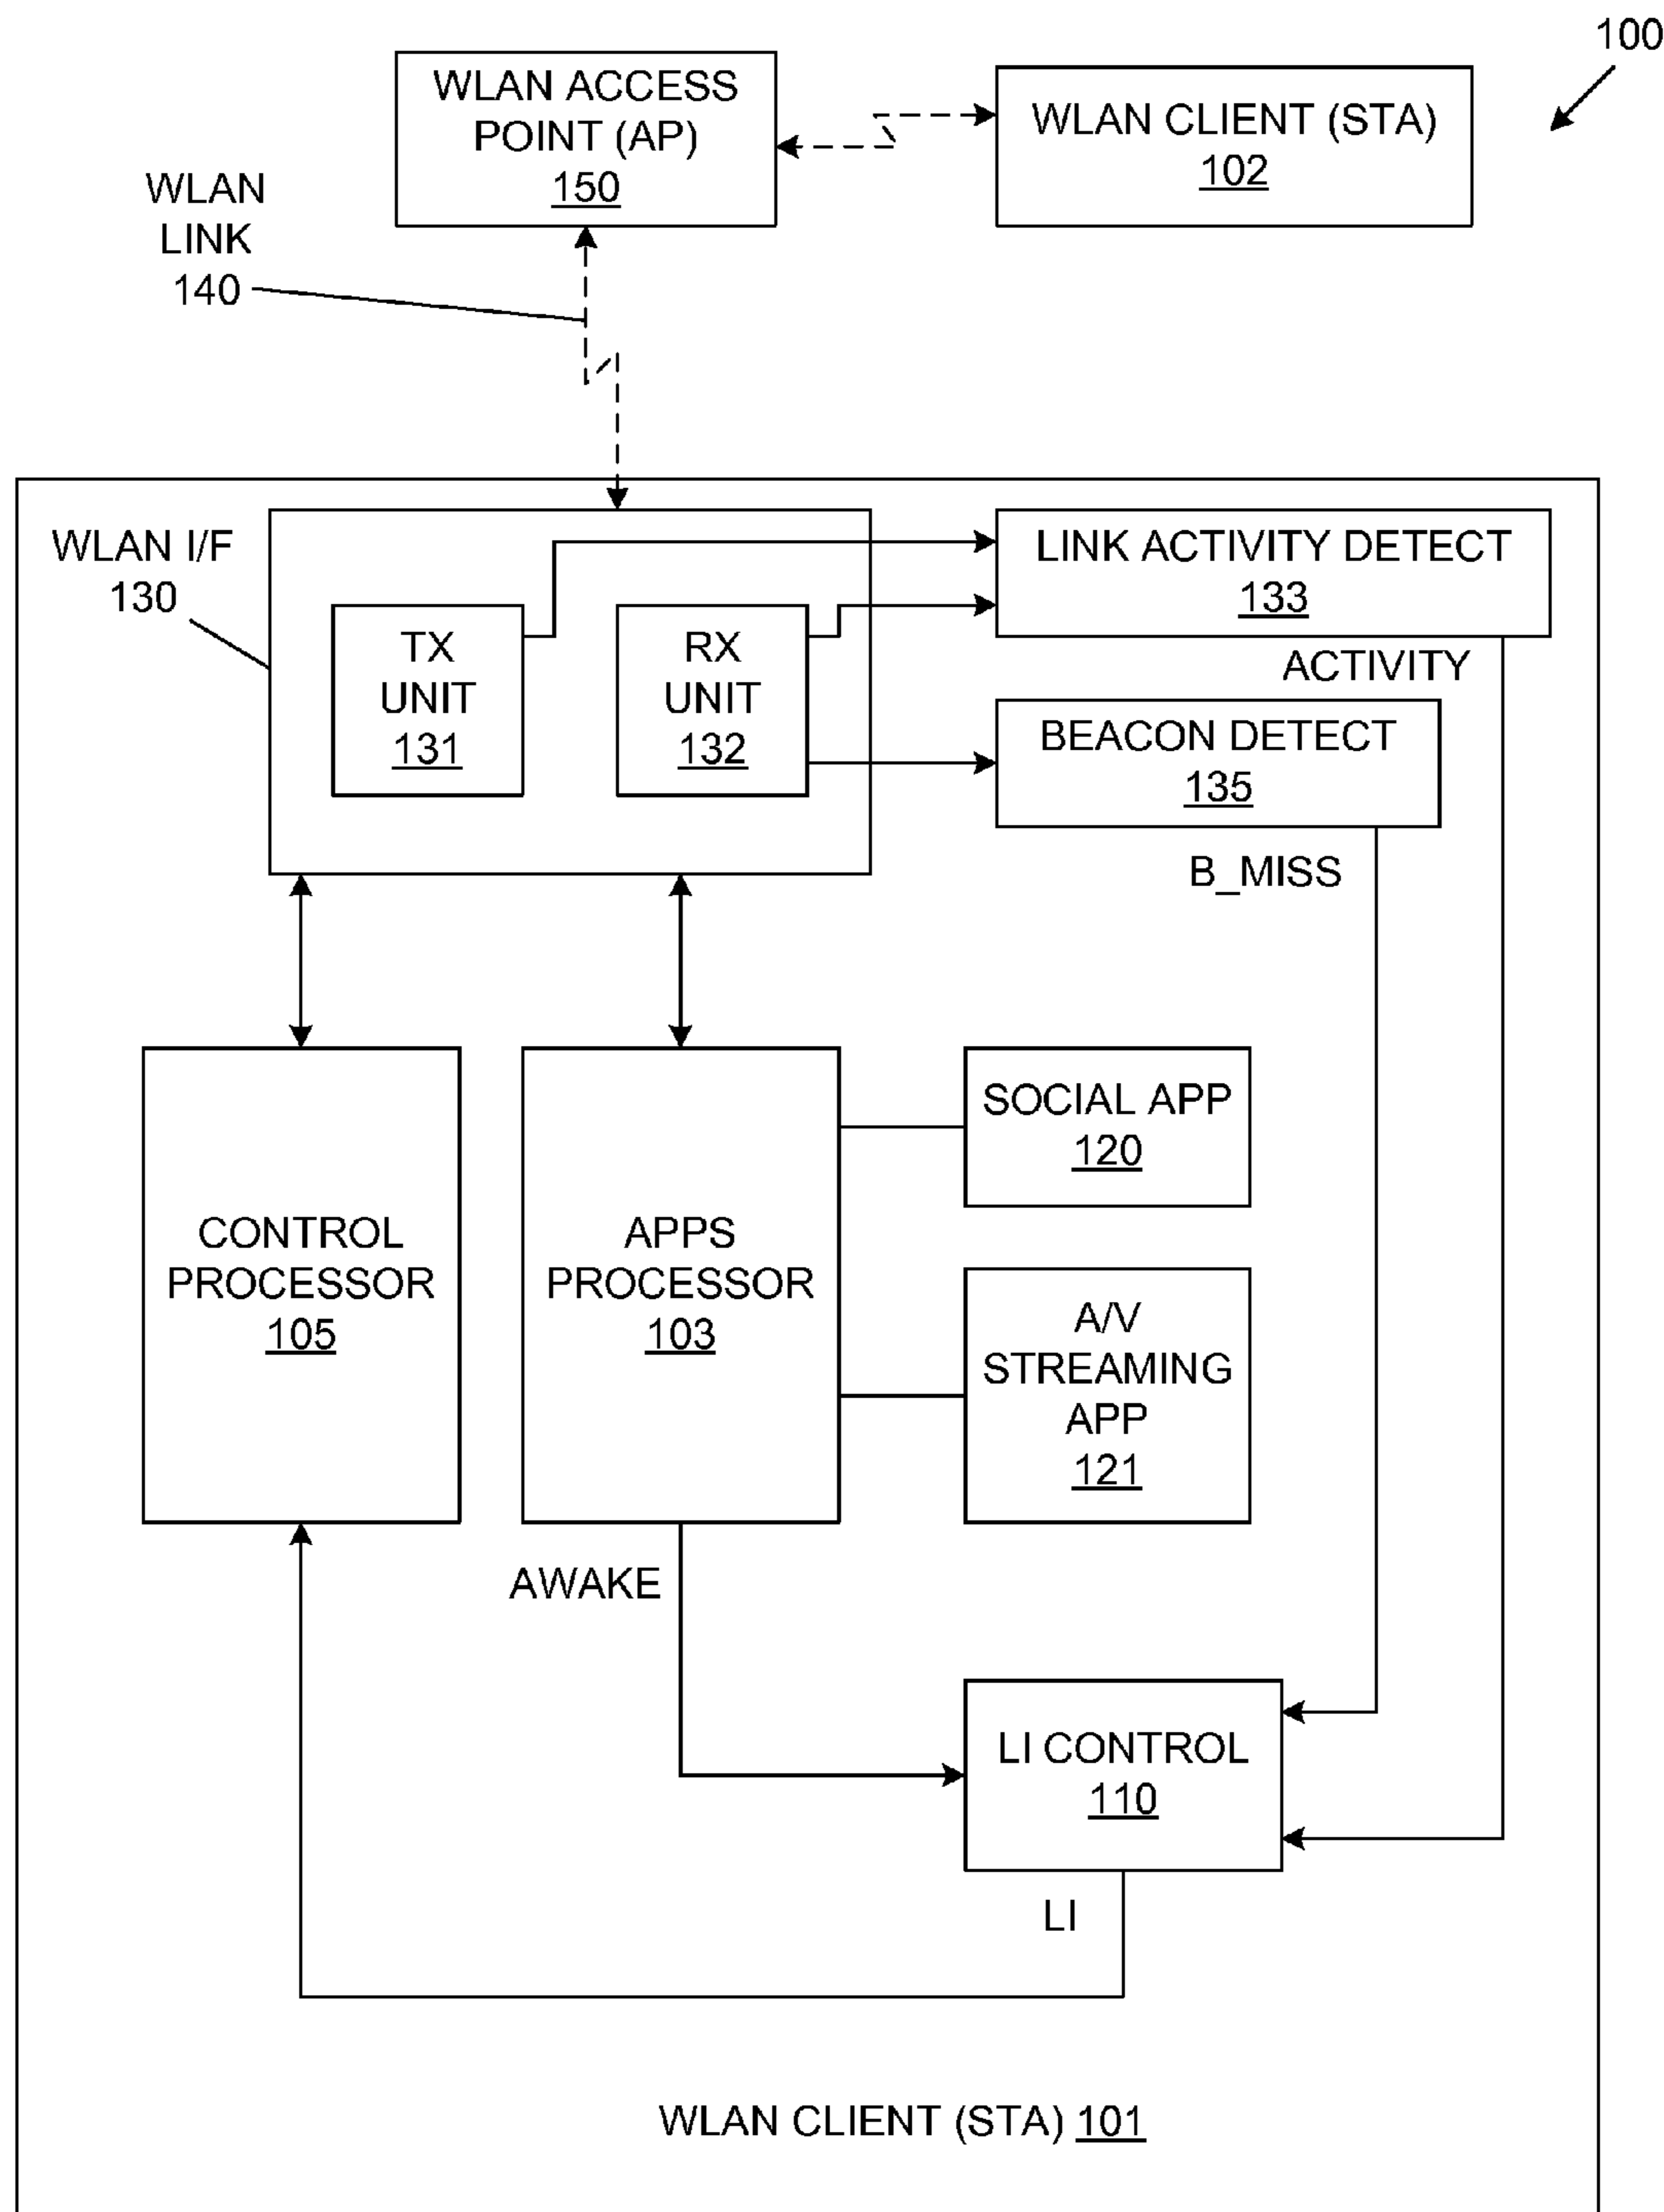 100
WLAN ACCESS
POINT (AP)
150
WLAN CLIENT (STA)
102
WLAN
LINK
140
WLAN I/F
130
TX
UNIT
131
RX
UNIT
132
LINK ACTIVITY DETECT
133
ACTIVITY
BEACON DETECT
135
B_MISS
CONTROL
PROCESSOR
105
APPS
PROCESSOR
103
SOCIAL APP
120
A/V
STREAMING
APP
121
AWAKE
LI CONTROL
110
LI
WLAN CLIENT (STA) 101